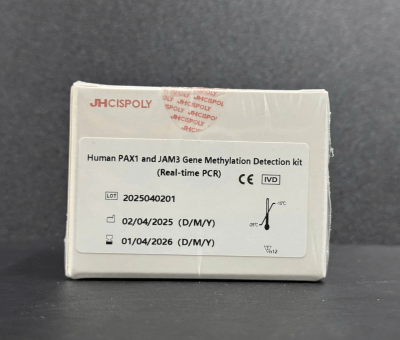 JHCISPOLY
JHCISPOLY
Human PAX1 and JAM3 Gene Methylation Detection kit
(Real-time PCR)
CE IVD
LOT 2025040201
02/04/2025 (D/M/Y)
01/04/2026 (D/M/Y)